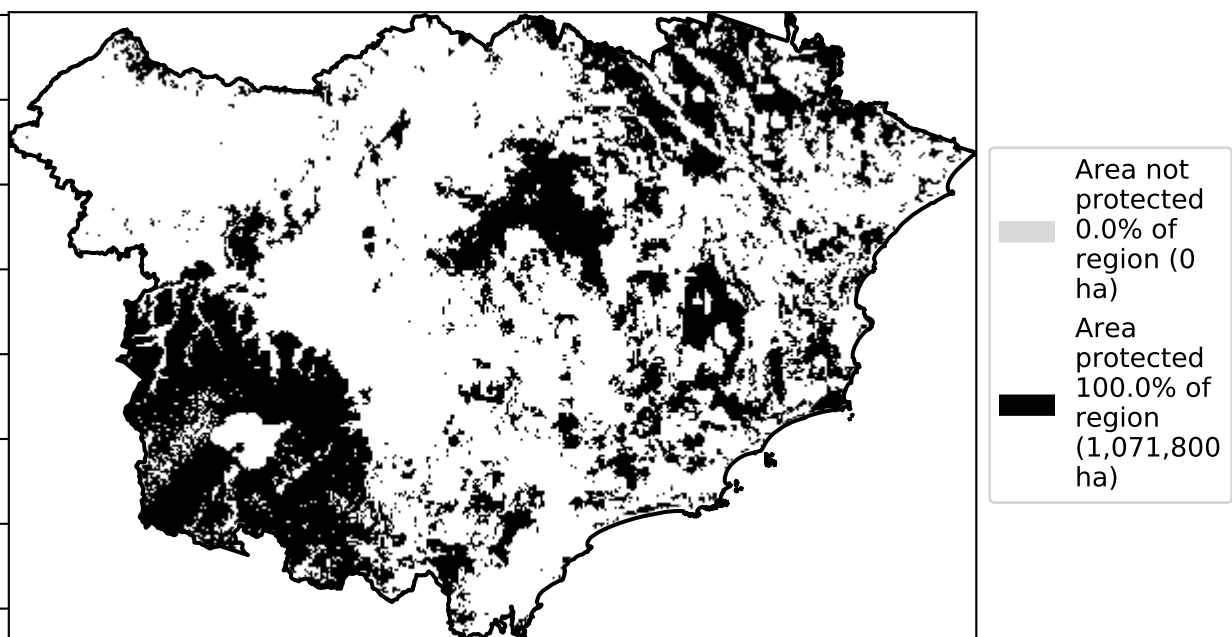 Area not
protected
0.0% of
region (0
ha)
Area
protected
100.0% of
region
(1,071,800
ha)